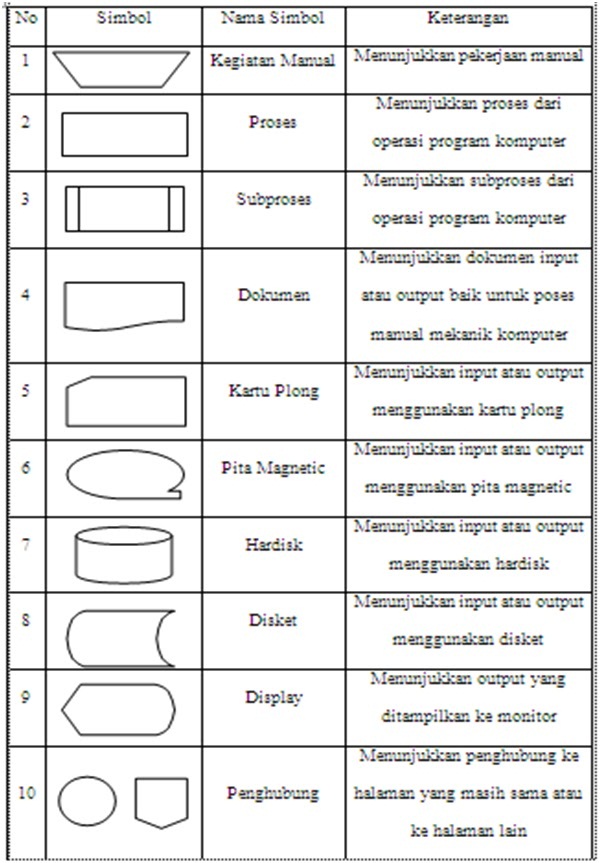 No Simbol Nama Simbol Keterangan
1 Kegiatan Manual Menunjukkan pekerjaan manual
2 Proses Menunjukkan proses dari
operasi program komputer
3 Subproses Menunjukkan subproses dari
operasi program komputer
4 Dokumen Menunjukkan dokumen input
atau output baik untuk poses
manual mekanik komputer
5 Kartu Plong Menunjukkan input atau output
menggunakan kartu plong
6 Pita Magnetic Menunjukkan input atau output
menggunakan pita magnetic
7 Hardisk Menunjukkan input atau output
menggunakan hardisk
8 Disket Menunjukkan input atau output
menggunakan disket
9 Display Menunjukkan output yang
ditampilkan ke monitor
10 Penghubung Menunjukkan penghubung ke
halaman yang masih sama atau
ke halaman lain